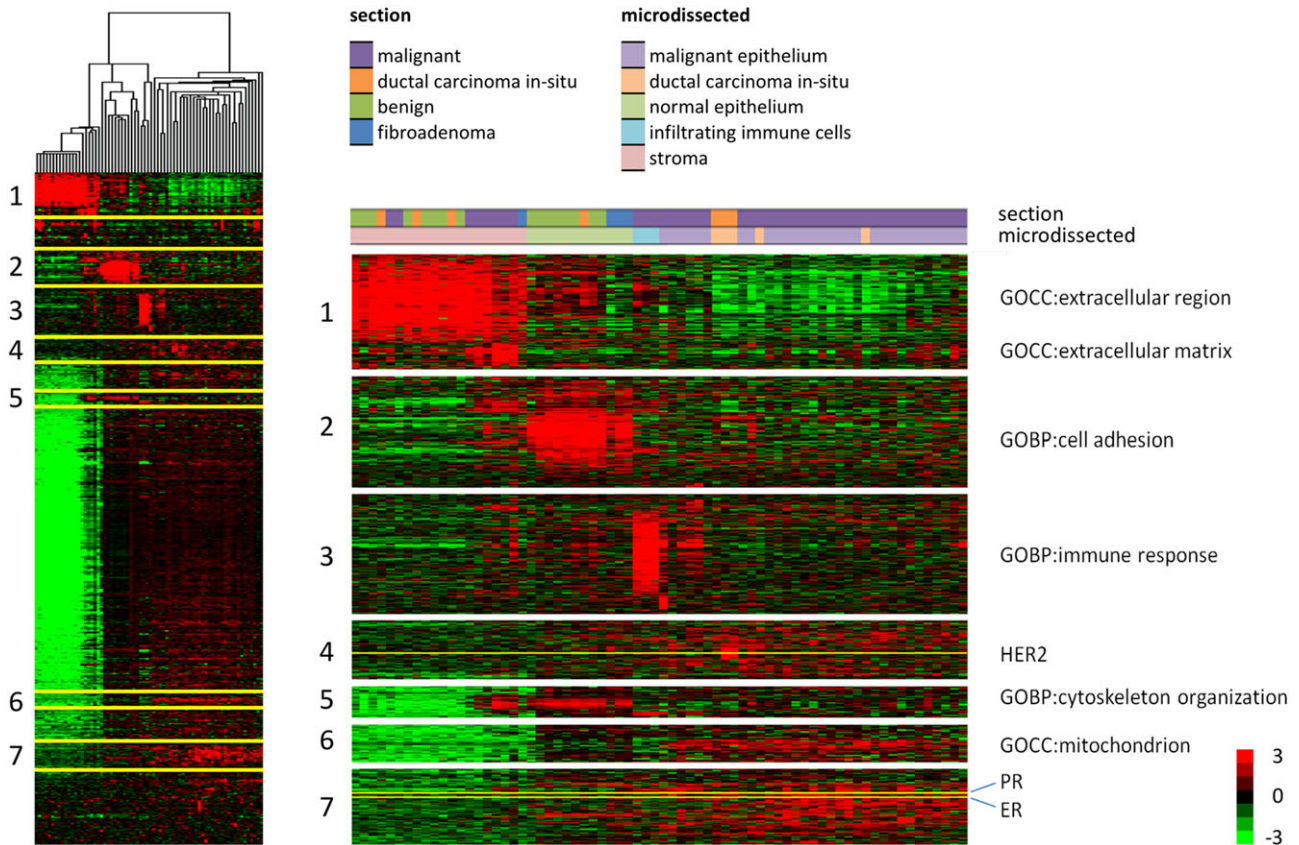 section
malignant
ductal carcinoma in-situ
benign
fibroadenoma
microdissected
malignant epithelium
ductal carcinoma in-situ
normal epithelium
infiltrating immune cells
stroma
1
2
3
4
5
6
7
section
microdissected
1
GOCC:extracellular region
GOCC:extracellular matrix
2
GOBP:cell adhesion
3
GOBP:immune response
4
HER2
5
GOBP:cytoskeleton organization
6
GOCC:mitochondrion
7
PR
ER
3
0
-3